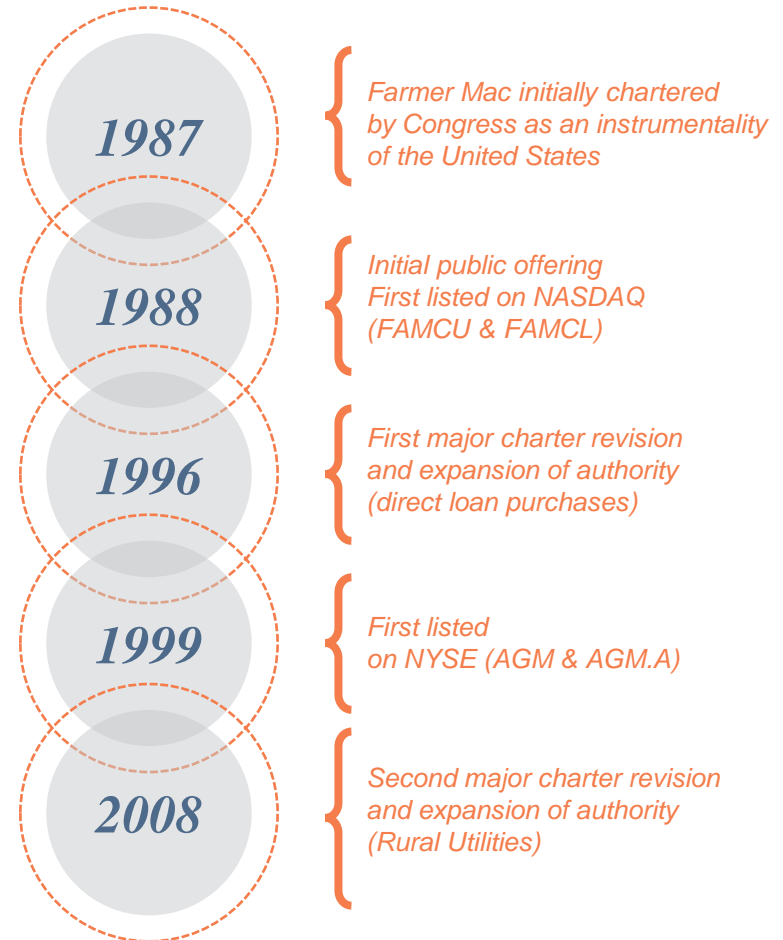 1987
Farmer Mac initially chartered
by Congress as an instrumentality
of the United States
1988
Initial public offering
First listed on NASDAQ
(FAMCU & FAMCL)
1996
First major charter revision
and expansion of authority
(direct loan purchases)
1999
First listed
on NYSE (AGM & AGM.A)
2008
Second major charter revision
and expansion of authority
(Rural Utilities)